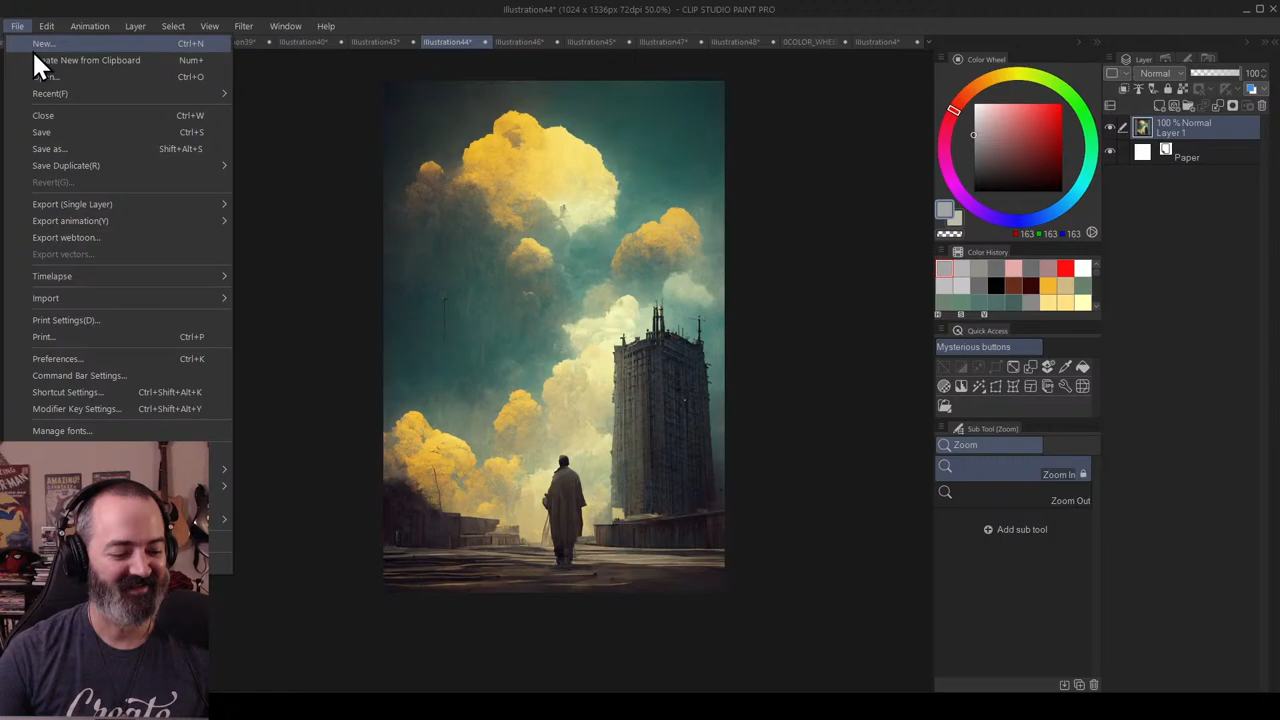 Illustration44* (1024 x 1536px 72dpi 50.0%) - CLIP STUDIO PAINT PRO
File Edit Animation Layer Select View Filter Window Help
Illustration40* Illustration43* Illustration44* Illustration46* Illustration45* Illustration47* 0COLOR_WHEE Illustration4*
New... Ctrl+N
Create New from Clipboard Num+
Ctrl+O
Recent(F)
Close Ctrl+W
Save Ctrl+S
Save as... Shift+Alt+S
Save Duplicate(R)
Revert(G)...
Export (Single Layer)
Export animation(Y)
Export webtoon...
Export vectors...
Timelapse
Import
Print Settings(D)...
Print... Ctrl+P
Preferences... Ctrl+K
Command Bar Settings...
Shortcut Settings... Ctrl+Shift+Alt+K
Modifier Key Settings... Ctrl+Shift+Alt+Y
Manage fonts...
Color Wheel
163 163 163
Color History
H S V
Quick Access
Mysterious buttons
Sub Tool (Zoom)
Zoom
Zoom In
Zoom Out
Add sub tool
Layer
Normal 100
100 % Normal
Layer 1
Paper
AMAZING!
Create